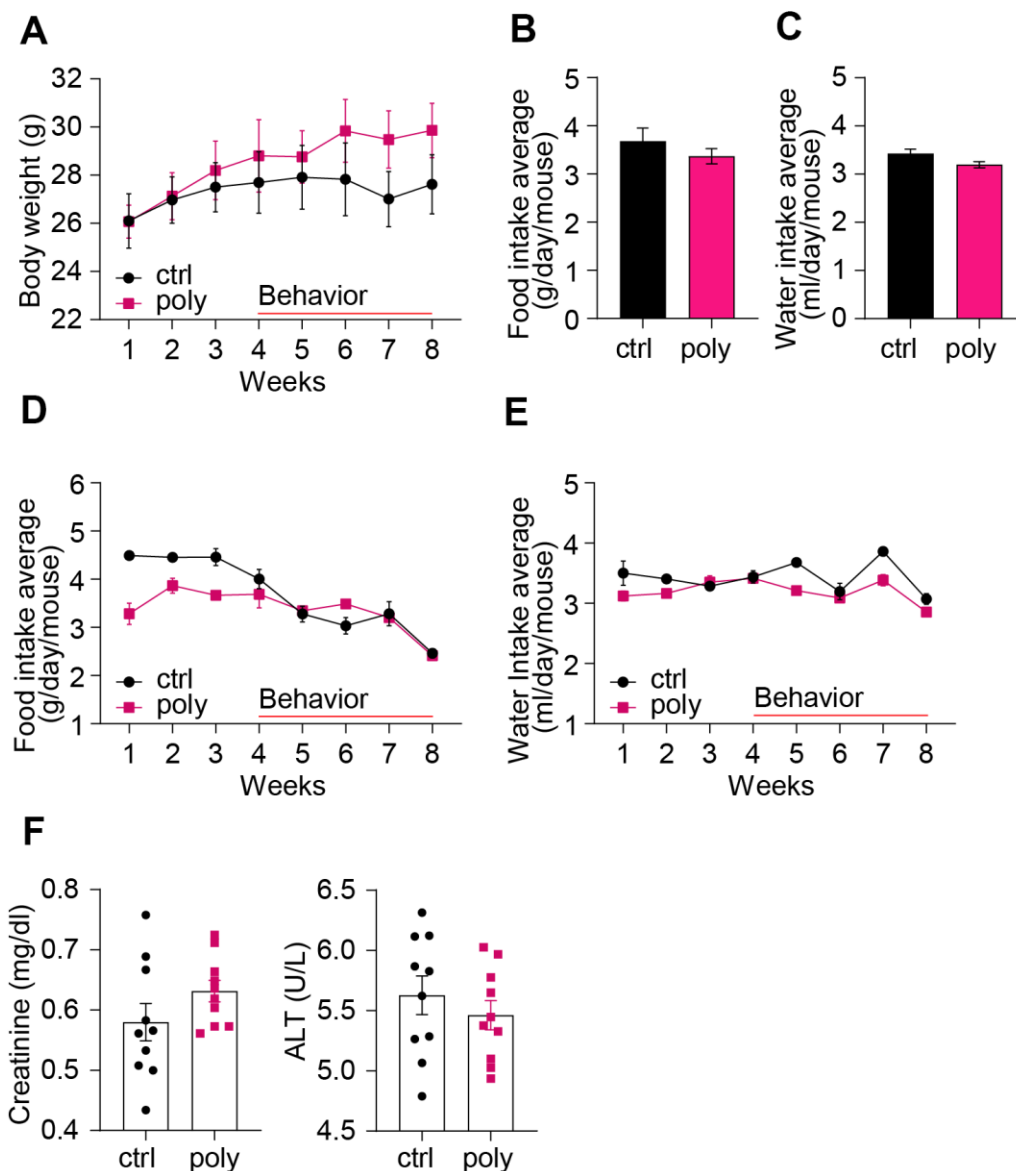 A
Body weight (g)
32
30
28
26
24
22
ctrl
poly
Behavior
1 2 3 4 5 6 7 8
Weeks
B
Food intake average
(g/day/mouse)
5
4
3
2
1
0
ctrl poly
C
Water intake average
(ml/day/mouse)
5
4
3
2
1
0
ctrl poly
D
Food intake average
(g/day/mouse)
6
5
4
3
2
1
ctrl
poly
Behavior
1 2 3 4 5 6 7 8
Weeks
E
Water Intake average
(ml/day/mouse)
5
4
3
2
1
ctrl
poly
Behavior
1 2 3 4 5 6 7 8
Weeks
F
Creatinine (mg/dl)
0.8
0.7
0.6
0.5
0.4
ctrl poly
ALT (U/L)
6.5
6.0
5.5
5.0
4.5
ctrl poly